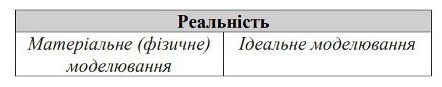 Реальність
Матеріальне (фізичне) моделювання
Ідеальне моделювання